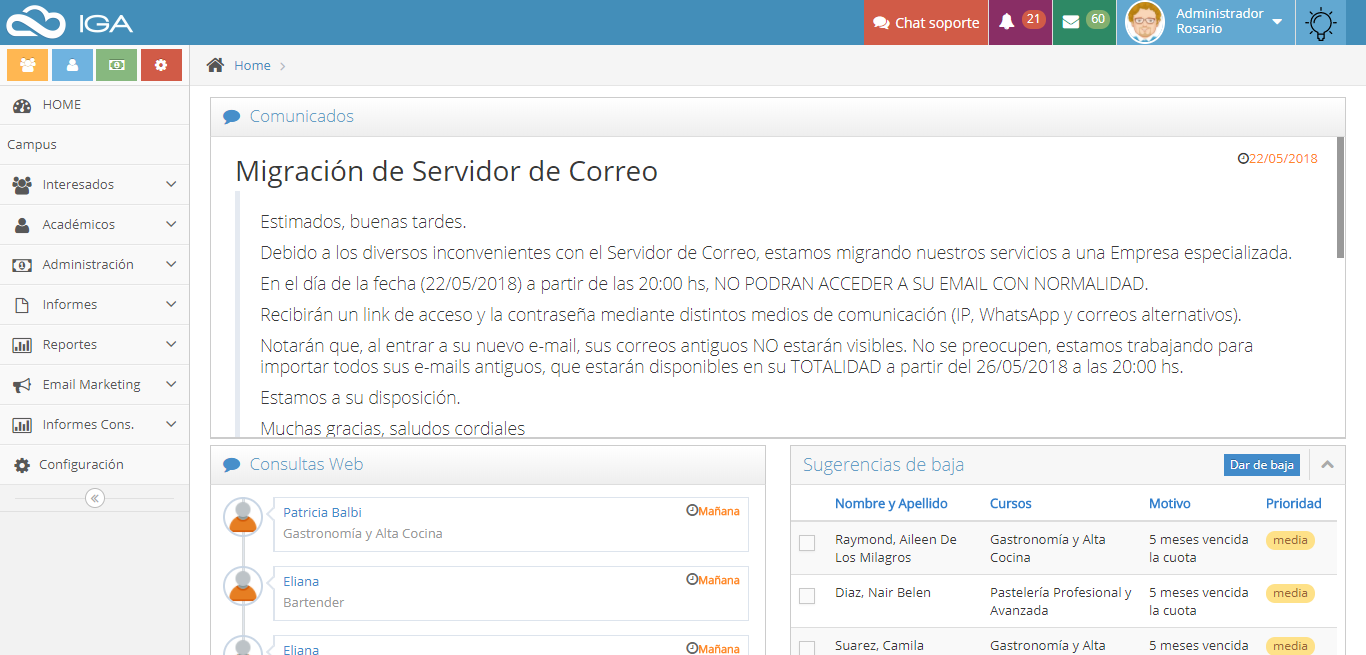 IGA
Chat soporte
21
60
Administrador
Rosario
Home
HOME
Campus
Interesados
Académicos
Administración
Informes
Reportes
Email Marketing
Informes Cons.
Configuración
Comunicados
Migración de Servidor de Correo
22/05/2018
Estimados, buenas tardes.
Debido a los diversos inconvenientes con el Servidor de Correo, estamos migrando nuestros servicios a una Empresa especializada.
En el día de la fecha (22/05/2018) a partir de las 20:00 hs, NO PODRAN ACCEDER A SU EMAIL CON NORMALIDAD.
Recibirán un link de acceso y la contraseña mediante distintos medios de comunicación (IP, WhatsApp y correos alternativos).
Notarán que, al entrar a su nuevo e-mail, sus correos antiguos NO estarán visibles. No se preocupen, estamos trabajando para
importar todos sus e-mails antiguos, que estarán disponibles en su TOTALIDAD a partir del 26/05/2018 a las 20:00 hs.
Estamos a su disposición.
Muchas gracias, saludos cordiales
Consultas Web
Patricia Balbi
Mañana
Gastronomía y Alta Cocina
Eliana
Mañana
Bartender
Eliana
Mañana
Sugerencias de baja
Dar de baja
Nombre y Apellido Cursos Motivo Prioridad
Raymond, Aileen De Gastronomía y Alta 5 meses vencida media
Los Milagros Cocina la cuota
Diaz, Nair Belen Pastelería Profesional y 5 meses vencida media
Avanzada la cuota
Suarez, Camila Gastronomía y Alta 5 meses vencida media